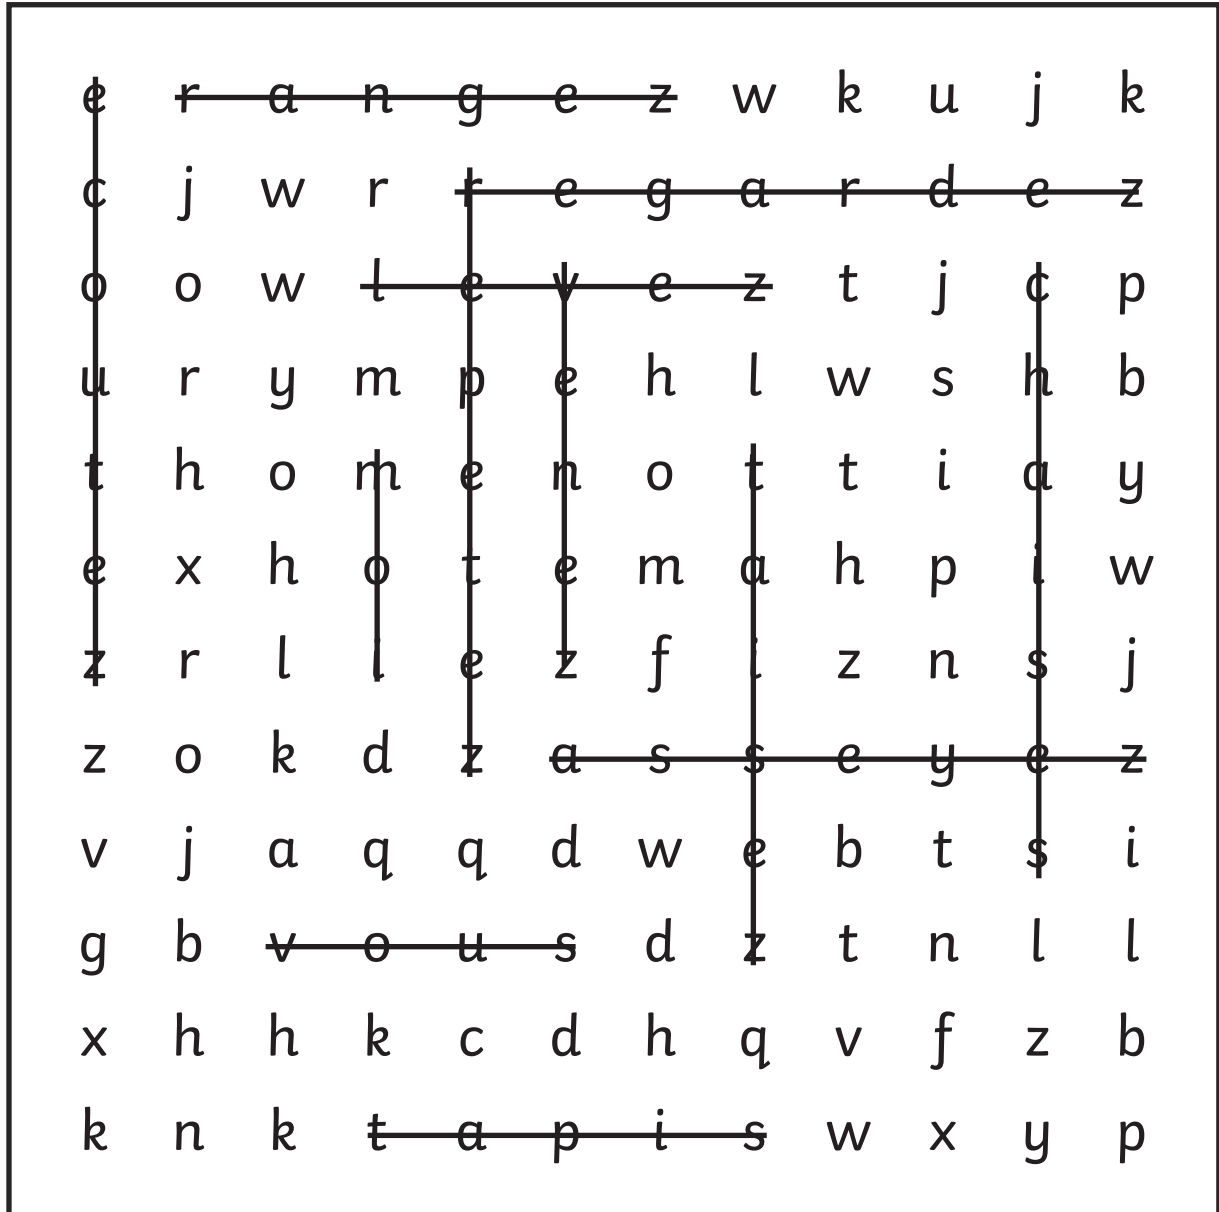 e r a n g e z w k u j k
c j w r r e g a r d e z
o o w l e v e z t j c p
u r y m p e h l w s h b
t h o m e n o t t i a y
e x h o t e m a h p i w
z r l l e z f i z n s j
z o k d z a s s e y e z
v j a q q d w e b t s i
g b v o u s d z t n l l
x h h k c d h q v f z b
k n k t a p i s w x y p